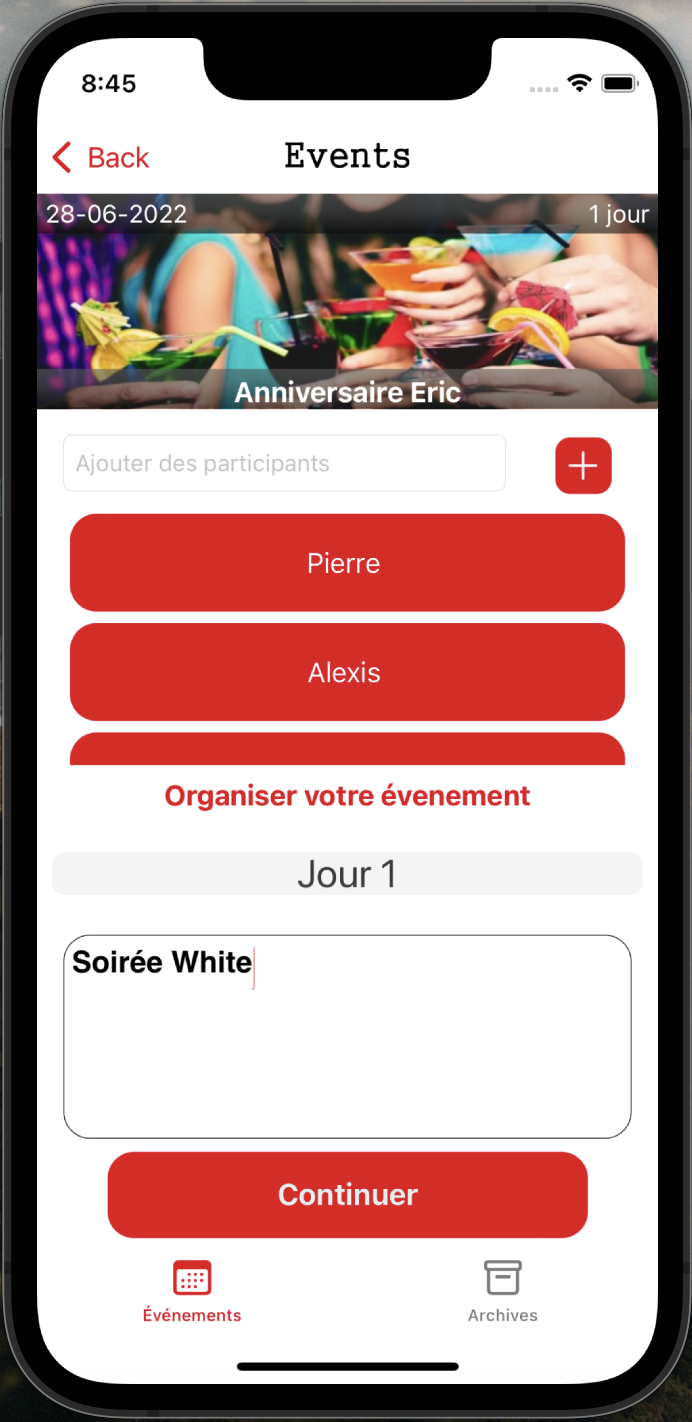 8:45
Back
Events
28-06-2022
1 jour
Anniversaire Eric
Ajouter des participants
Pierre
Alexis
Organiser votre évenement
Jour 1
Soirée White
Continuer
Événements
Archives